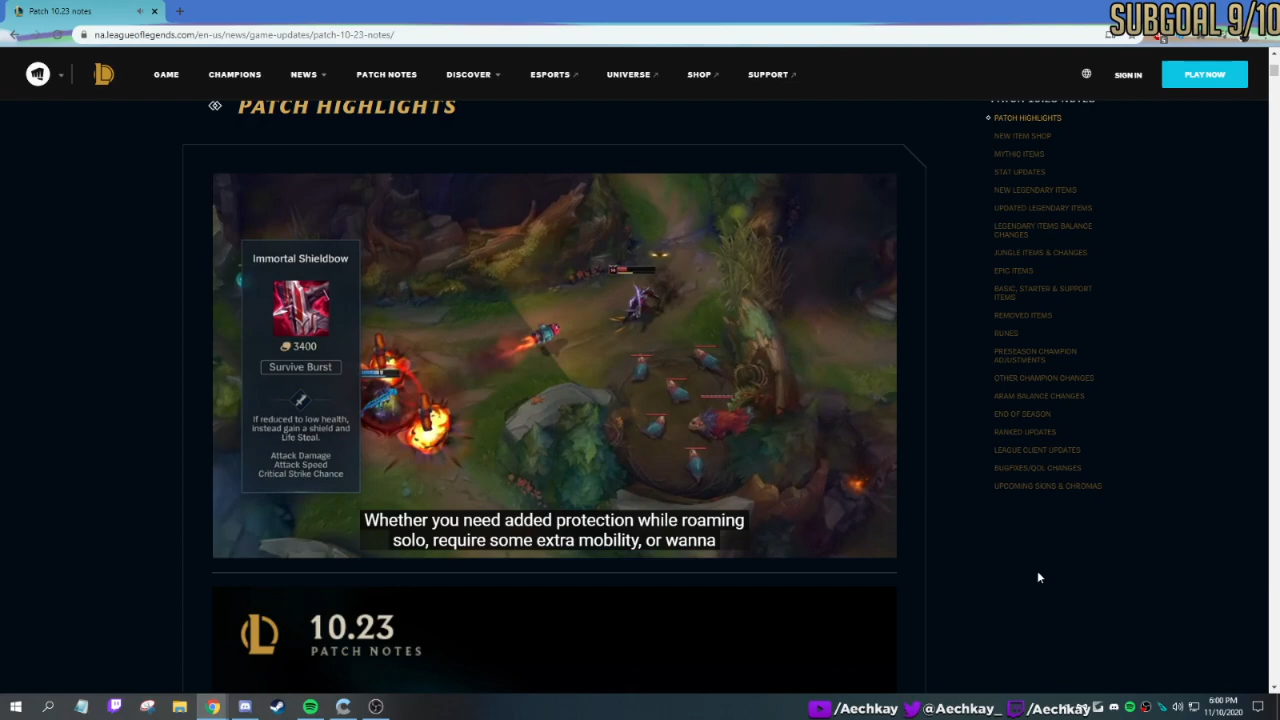 Patch 10.23 notes
SUBGOAL 9/10
na.leagueoflegends.com/en-us/news/game-updates/patch-10-23-notes/
GAME
CHAMPIONS
NEWS
PATCH NOTES
DISCOVER
ESPORTS
UNIVERSE
SHOP
SUPPORT
SIGN IN
PLAY NOW
PATCH HIGHLIGHTS
PATCH 10.23 NOTES
PATCH HIGHLIGHTS
NEW ITEM SHOP
MYTHIC ITEMS
STAT UPDATES
NEW LEGENDARY ITEMS
UPDATED LEGENDARY ITEMS
LEGENDARY ITEMS BALANCE
CHANGES
JUNGLE ITEMS & CHANGES
EPIC ITEMS
BASIC, STARTER & SUPPORT
ITEMS
REMOVED ITEMS
RUNES
PRESEASON CHAMPION
ADJUSTMENTS
OTHER CHAMPION CHANGES
ARAM BALANCE CHANGES
END OF SEASON
RANKED UPDATES
LEAGUE CLIENT UPDATES
BUGFIXES/QOL CHANGES
UPCOMING SKINS & CHROMAS
Immortal Shieldbow
3400
Survive Burst
If reduced to low health,
instead gain a shield and
Life Steal.
Attack Damage
Attack Speed
Critical Strike Chance
Whether you need added protection while roaming
solo, require some extra mobility, or wanna
10.23
PATCH NOTES
/Aechkay
@Aechkay_
/Aechkay
6:00 PM
11/10/2020